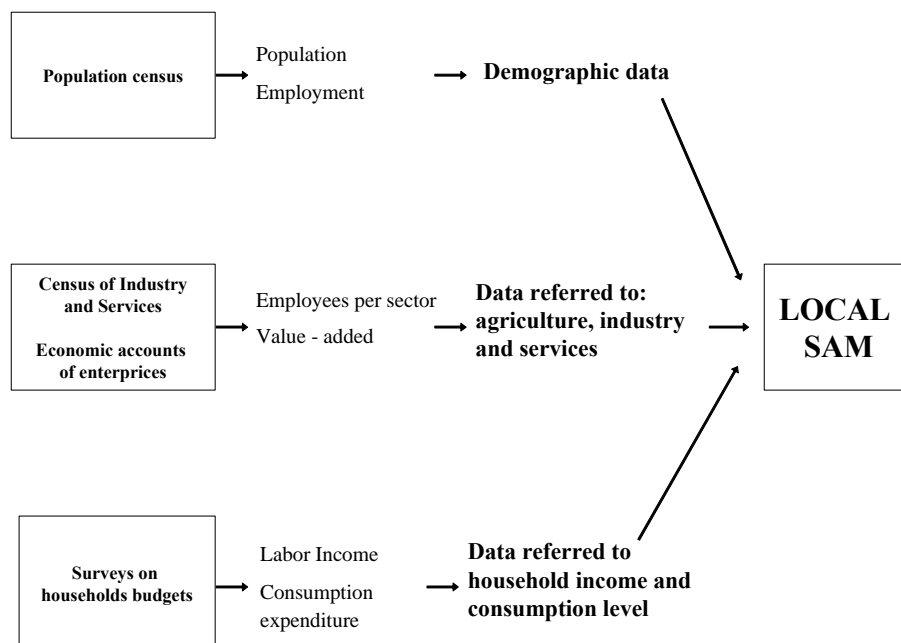 Population census
Population
Employment
Demographic data
Census of Industry
and Services
Economic accounts
of enterprices
Employees per sector
Value - added
Data referred to:
agriculture, industry
and services
LOCAL
SAM
Surveys on
households budgets
Labor Income
Consumption
expenditure
Data referred to
household income and
consumption level